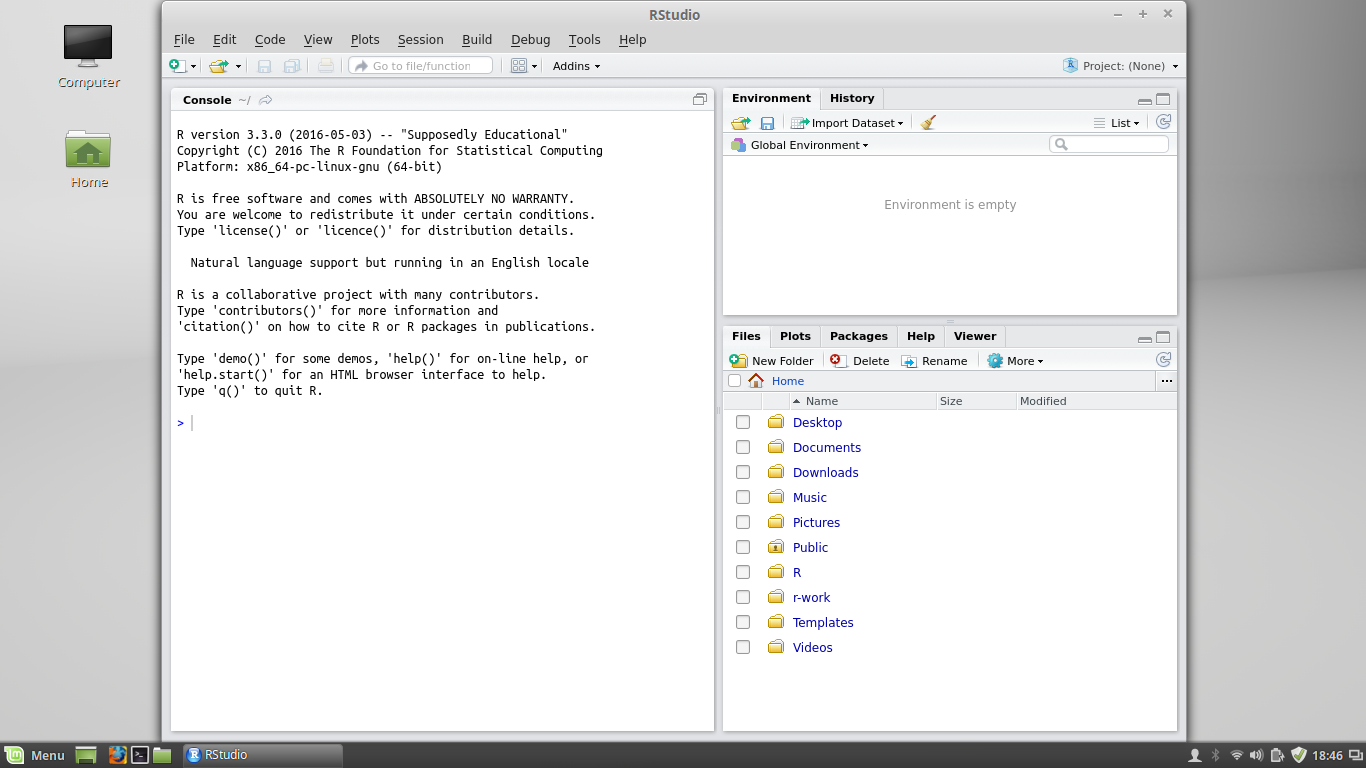 RStudio
Computer
Home
File Edit Code View Plots Session Build Debug Tools Help
Go to file/function Addins Project: (None)
Console ~/
R version 3.3.0 (2016-05-03) -- "Supposedly Educational"
Copyright (C) 2016 The R Foundation for Statistical Computing
Platform: x86_64-pc-linux-gnu (64-bit)
R is free software and comes with ABSOLUTELY NO WARRANTY.
You are welcome to redistribute it under certain conditions.
Type 'license()' or 'licence()' for distribution details.
Natural language support but running in an English locale
R is a collaborative project with many contributors.
Type 'contributors()' for more information and
'citation()' on how to cite R or R packages in publications.
Type 'demo()' for some demos, 'help()' for on-line help, or
'help.start()' for an HTML browser interface to help.
Type 'q()' to quit R.
>
Environment History
Import Dataset List
Global Environment
Environment is empty
Files Plots Packages Help Viewer
New Folder Delete Rename More
Home ...
Name Size Modified
Desktop
Documents
Downloads
Music
Pictures
Public
R
r-work
Templates
Videos
Menu RStudio 18:46